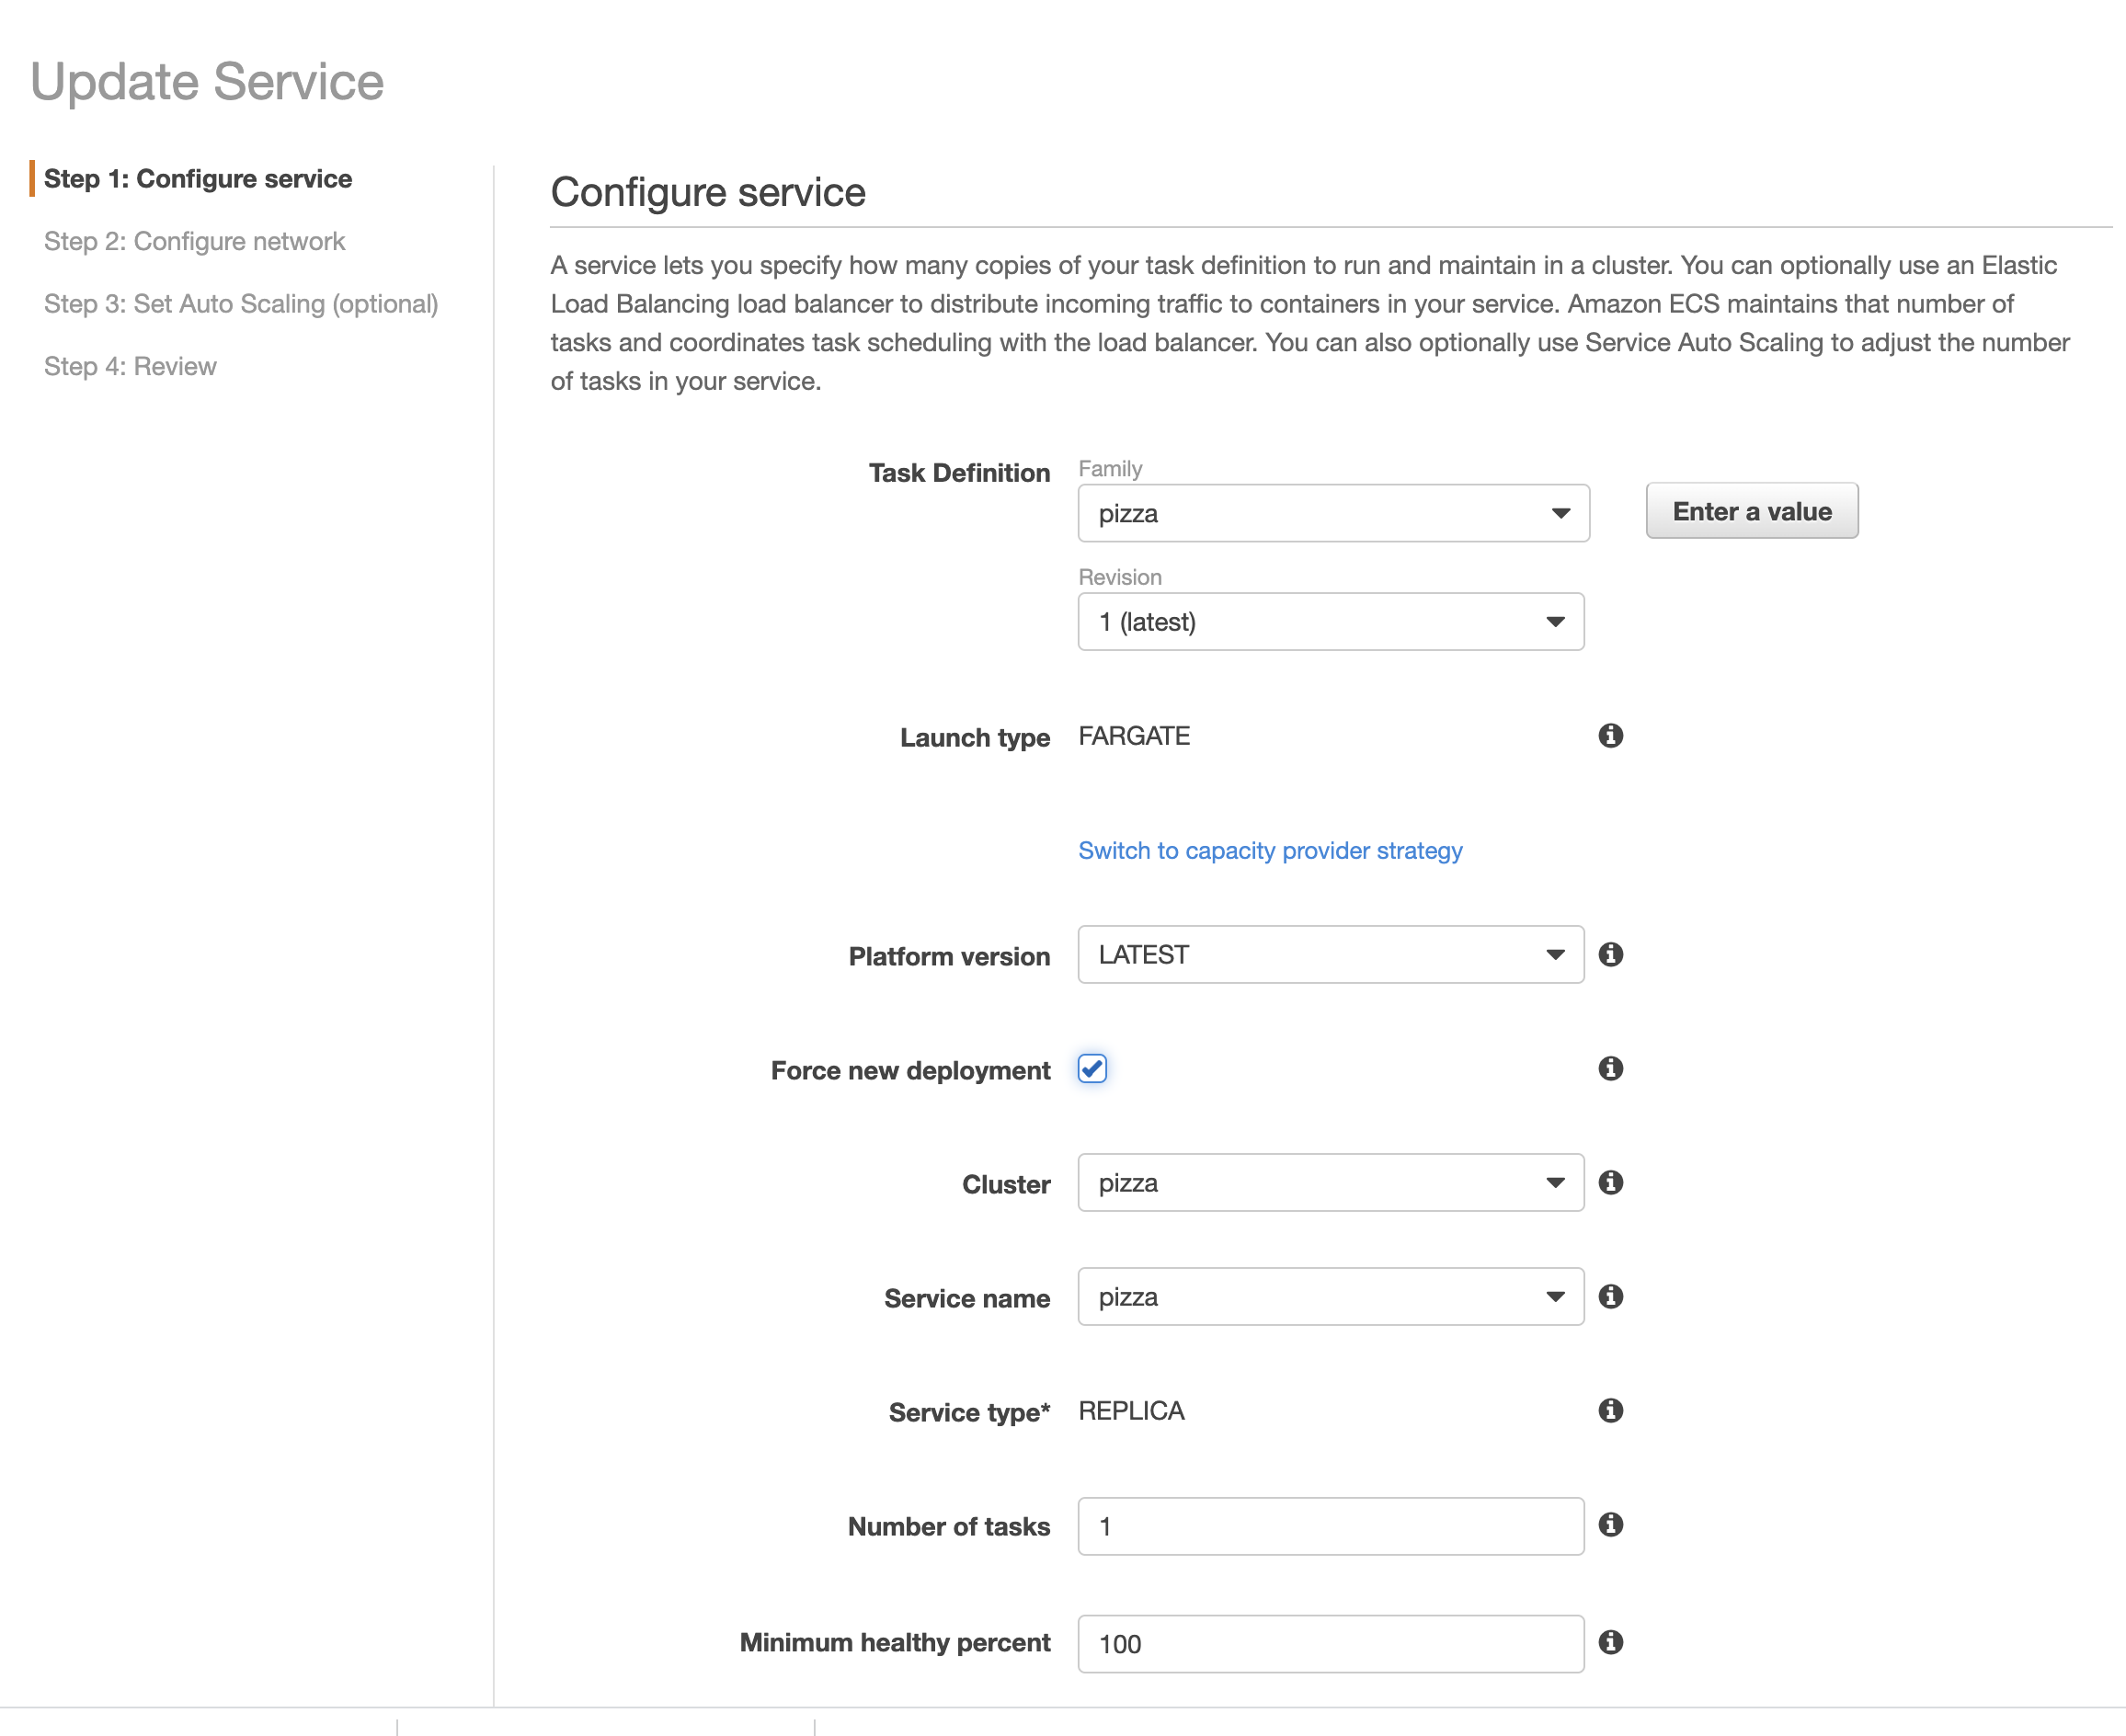 Update Service
Step 1: Configure service
Step 2: Configure network
Step 3: Set Auto Scaling (optional)
Step 4: Review
Configure service
A service lets you specify how many copies of your task definition to run and maintain in a cluster. You can optionally use an Elastic
Load Balancing load balancer to distribute incoming traffic to containers in your service. Amazon ECS maintains that number of
tasks and coordinates task scheduling with the load balancer. You can also optionally use Service Auto Scaling to adjust the number
of tasks in your service.
Task Definition
Family
pizza
Enter a value
Revision
1 (latest)
Launch type
FARGATE
Switch to capacity provider strategy
Platform version
LATEST
Force new deployment
Cluster
pizza
Service name
pizza
Service type*
REPLICA
Number of tasks
1
Minimum healthy percent
100